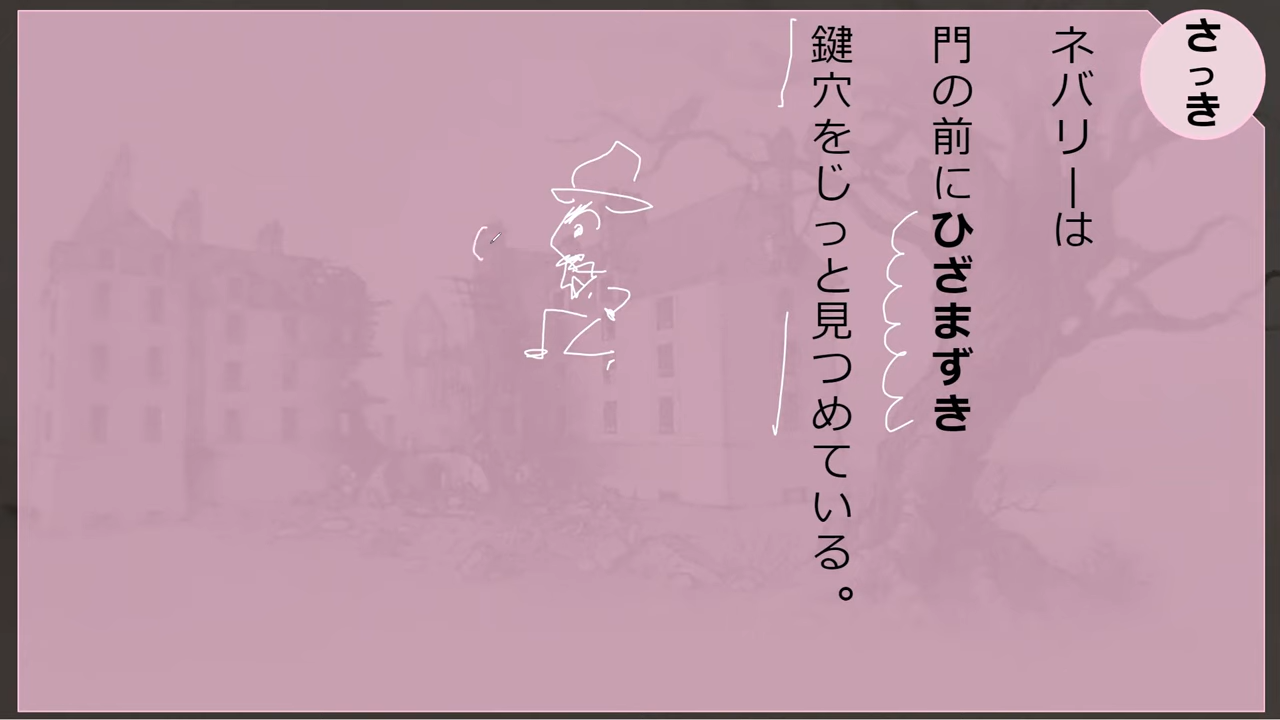 さっき
ネバリーは
門の前にひざまずき
鍵穴をじっと見つめている。